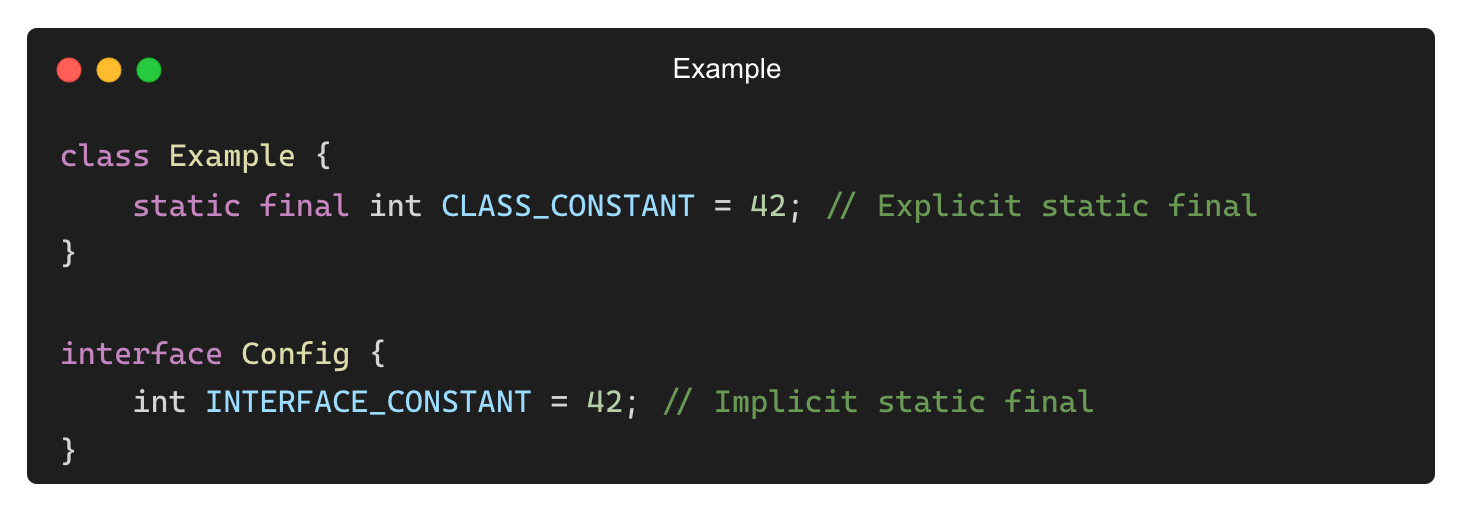 Example
class Example {
    static final int CLASS_CONSTANT = 42; // Explicit static final
}
interface Config {
    int INTERFACE_CONSTANT = 42; // Implicit static final
}